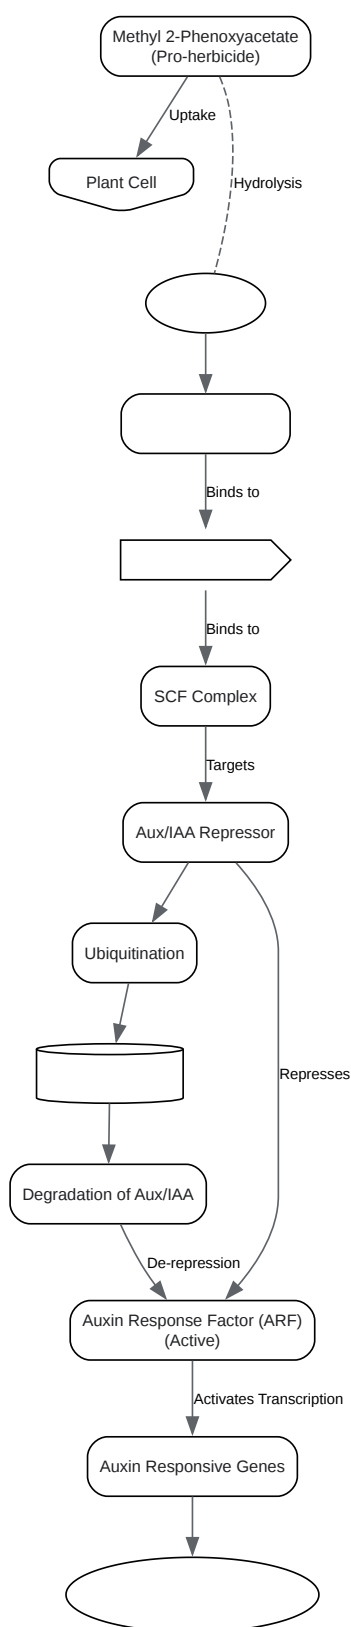 Methyl 2-Phenoxyacetate
(Pro-herbicide)
Uptake
Plant Cell
Hydrolysis
Binds to
Binds to
SCF Complex
Targets
Aux/IAA Repressor
Ubiquitination
Represses
Degradation of Aux/IAA
De-repression
Auxin Response Factor (ARF)
(Active)
Activates Transcription
Auxin Responsive Genes